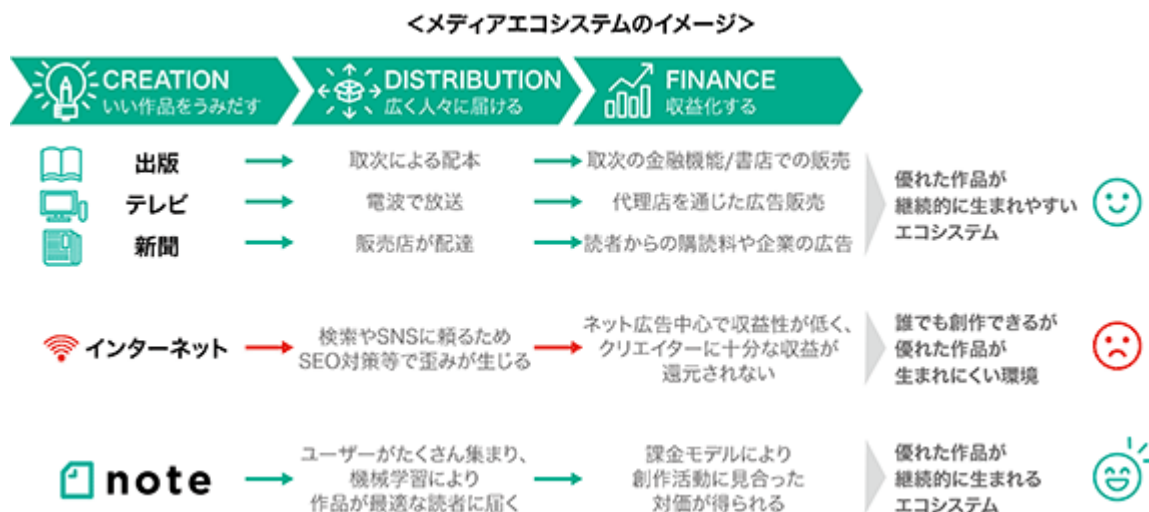 ＜メディアエコシステムのイメージ＞
CREATION
いい作品をうみだす
DISTRIBUTION
広く人々に届ける
FINANCE
収益化する
出版
取次による配本
取次の金融機能/書店での販売
テレビ
電波で放送
代理店を通じた広告販売
新聞
販売店が配達
読者からの購読料や企業の広告
優れた作品が
継続的に生まれやすい
エコシステム
インターネット
検索やSNSに頼るため
SEO対策等で歪みが生じる
ネット広告中心で収益性が低く、
クリエイターに十分な収益が
還元されない
誰でも創作できるが
優れた作品が
生まれにくい環境
note
ユーザーがたくさん集まり、
機械学習により
作品が最適な読者に届く
課金モデルにより
創作活動に見合った
対価が得られる
優れた作品が
継続的に生まれる
エコシステム